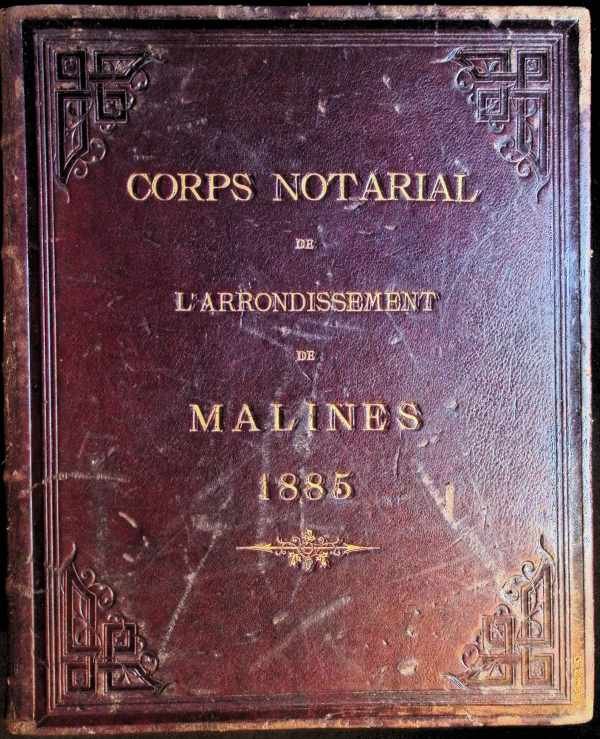 CORPS NOTARIAL
DE
L'ARRONDISSEMENT
DE
MALINES
1885